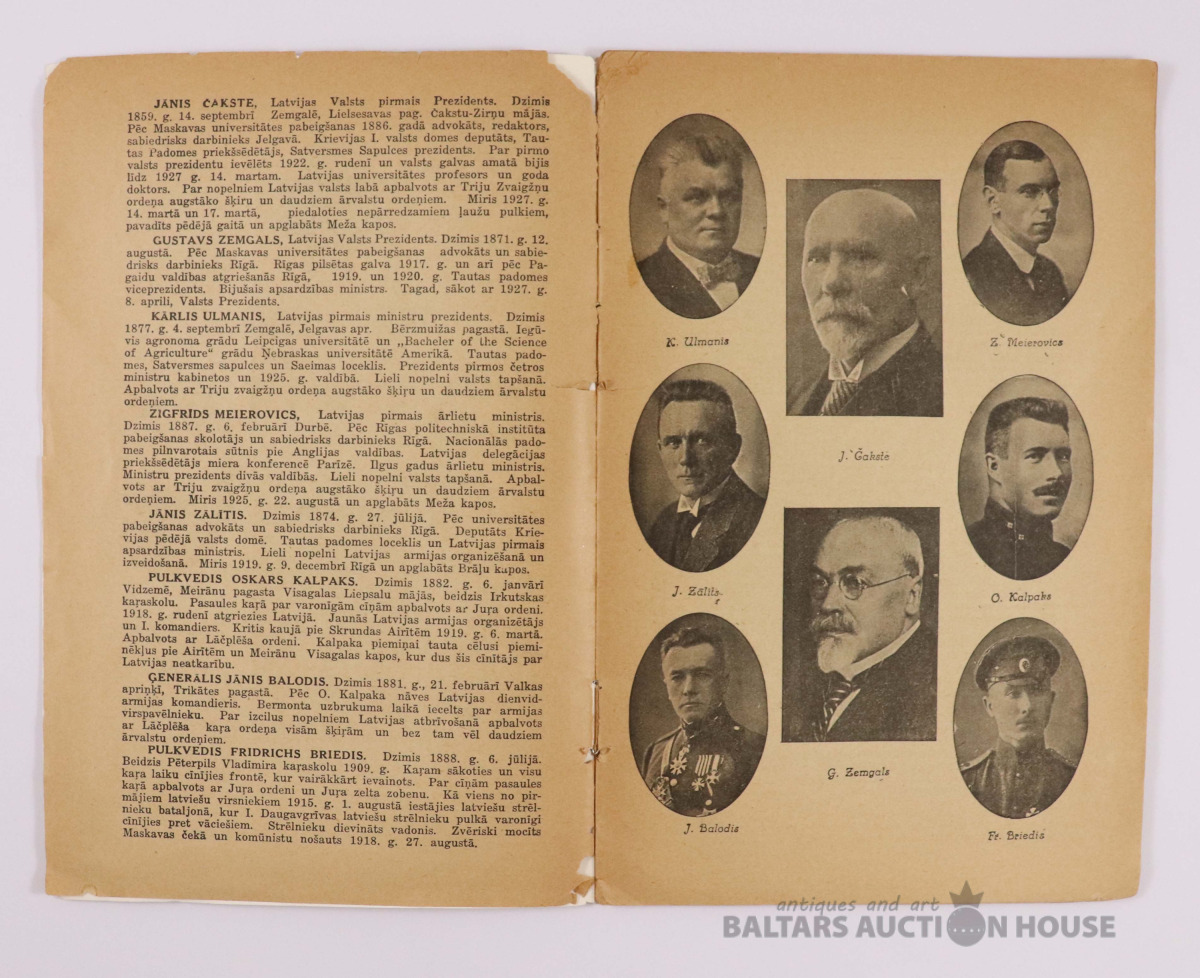 JĀNIS ČAKSTE, Latvijas Valsts pirmais Prezidents. Dzimis
1859. g. 14. septembrī Zemgalē, Lielsesavas pag. Čakstu-Zirņu mājās.
Pēc Maskavas universitātes pabeigšanas 1886. gadā advokāts, redaktors,
sabiedrisks darbinieks Jelgavā. Krievijas I. valsts domes deputāts, Tau-
tas Padomes priekšsēdētājs, Satversmes Sapulces prezidents. Par pirmo
valsts prezidentu ievēlēts 1922. g. rudenī un valsts galvas amatā bijis
līdz 1927 g. 14. martam. Latvijas universitātes profesors un goda
doktors. Par nopelniem Latvijas valsts labā apbalvots ar Triju Zvaigžņu
ordeņa augstāko šķiru un daudziem ārvalstu ordeņiem. Miris 1927. g.
14. martā un 17. martā, piedaloties nepārredzamiem ļaužu pulkiem,
pavadīts pēdējā gaitā un apglabāts Meža kapos.
GUSTAVS ZEMGALS, Latvijas Valsts Prezidents. Dzimis 1871. g. 12.
augustā. Pēc Maskavas universitātes pabeigšanas advokāts un sabie-
drisks darbinieks Rīgā. Rīgas pilsētas galva 1917. g. un arī pēc Pa-
gaidu valdības atgriešanās Rīgā, 1919. un 1920. g. Tautas padomes
viceprezidents. Bijušais apsardzības ministrs. Tagad, sākot ar 1927. g.
8. aprili, Valsts Prezidents.
KĀRLIS ULMANIS, Latvijas pirmais ministru prezidents. Dzimis
1877. g. 4. septembrī Zemgalē, Jelgavas apr. Bērzmuižas pagastā. Iegū-
vis agronoma grādu Leipcigas universitātē un „Bacheler of the Science
of Agriculture“ grādu Ņebraskas universitātē Amerikā. Tautas pado-
mes, Satversmes sapulces un Saeimas loceklis. Prezidents pirmos četros
ministru kabinetos un 1925. g. valdībā. Lieli nopelni valsts tapšanā.
Apbalvots ar Triju zvaigžņu ordeņa augstāko šķiru un daudziem ārvalstu
ordeņiem.
ZIGFRĪDS MEIEROVICS, Latvijas pirmais ārlietu ministris.
Dzimis 1887. g. 6. februārī Durbē. Pēc Rīgas politechniskā institūta
pabeigšanas skolotājs un sabiedrisks darbinieks Rīgā. Nacionālās pado-
mes pilnvarotais sūtnis pie Anglijas valdības. Latvijas delegācijas
priekšsēdētājs miera konferencē Parīzē. Ilgus gadus ārlietu ministris.
Ministru prezidents divās valdībās. Lieli nopelni valsts tapšanā. Apbal-
vots ar Triju zvaigžņu ordeņa augstāko šķiru un daudziem ārvalstu
ordeņiem. Miris 1925. g. 22. augustā un apglabāts Meža kapos.
JĀNIS ZĀLĪTIS. Dzimis 1874. g. 27. jūlijā. Pēc universitātes
pabeigšanas advokāts un sabiedrisks darbinieks Rīgā. Deputāts Krie-
vijas pēdējā valsts domē. Tautas padomes loceklis un Latvijas pirmais
apsardzības ministris. Lieli nopelni Latvijas armijas organizēšanā un
izveidošanā. Miris 1919. g. 9. decembrī Rīgā un apglabāts Brāļu kapos.
PULKVEDIS OSKARS KALPAKS. Dzimis 1882. g. 6. janvārī
Vidzemē, Meirānu pagasta Visagalas Liepsalu mājās, beidzis Irkutskas
kaŗaskolu. Pasaules kaŗā par varonīgām cīņām apbalvots ar Juŗa ordeni.
1918. g. rudenī atgriezies Latvijā. Jaunās Latvijas armijas organizētājs
un I. komandiers. Kritis kaujā pie Skrundas Airītēm 1919. g. 6. martā.
Apbalvots ar Lāčplēša ordeni. Kalpaka piemiņai tauta cēlusi piemi-
nēkļus pie Airītēm un Meirānu Visagalas kapos, kur dus šis cīnītājs par
Latvijas neatkarību.
ĢENERĀLIS JĀNIS BALODIS. Dzimis 1881. g., 21. februārī Valkas
apriņķī, Trikātes pagastā. Pēc O. Kalpaka nāves Latvijas dienvid-
armijas komandieris. Bermonta uzbrukuma laikā iecelts par armijas
virspavēlnieku. Par izcilus nopelniem Latvijas atbrīvošanā apbalvots
ar Lāčplēša kaŗa ordeņa visām šķiŗām un bez tam vēl daudziem
ārvalstu ordeņiem.
PULKVEDIS FRIDRICHS BRIEDIS. Dzimis 1888. g. 6. jūlijā.
Beidzis Pēterpils Vladimira kaŗaskolu 1909. g. Kaŗam sākoties un visu
kaŗa laiku cīnījies frontē, kur vairākkārt ievainots. Par cīņām pasaules
kaŗā apbalvots ar Juŗa ordeni un Juŗa zelta zobenu. Kā viens no pir-
mājiem latviešu virsniekiem 1915. g. 1. augustā iestājies latviešu strēl-
nieku bataljonā, kur I. Daugavgrīvas latviešu strēlnieku pulkā varonīgi
cīnījies pret vāciešiem. Strēlnieku dievināts vadonis. Zvēriski mocīts
Maskavas čekā un komūnistu nošauts 1918. g. 27. augustā.
K. Ulmanis
Z. Meierovics
J. Čakste
J. Zālīts
O. Kalpaks
G. Zemgals
J. Balodis
Fr. Briedis
antiques and art
BALTARS AUCTION HOUSE